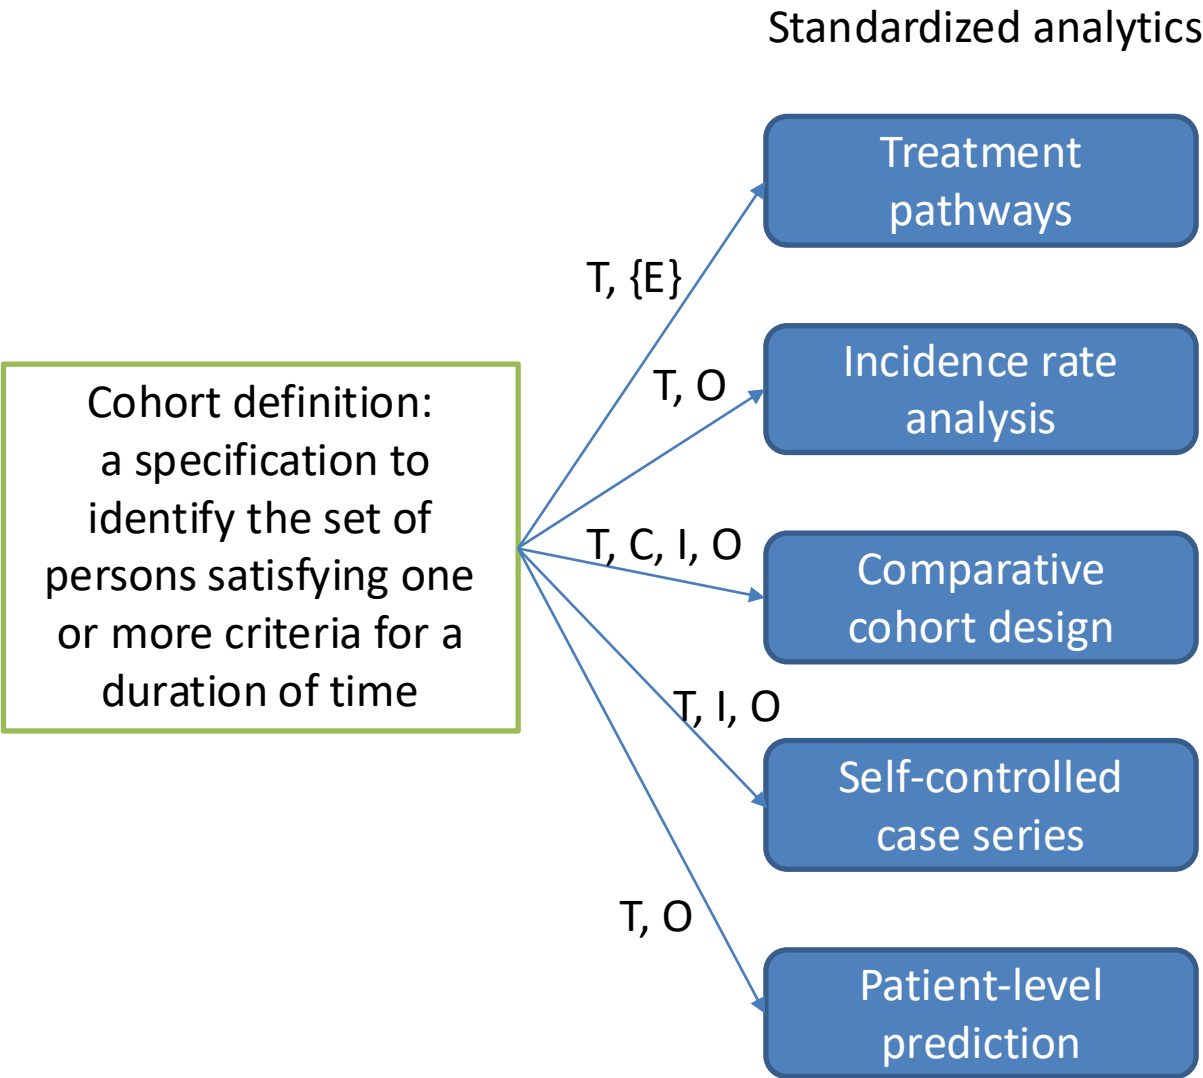 Standardized analytics
Treatment
pathways
T, {E}
Incidence rate
analysis
T, O
Cohort definition:
a specification to
identify the set of
persons satisfying one
or more criteria for a
duration of time
T, C, I, O
Comparative
cohort design
T, I, O
Self-controlled
case series
T, O
Patient-level
prediction